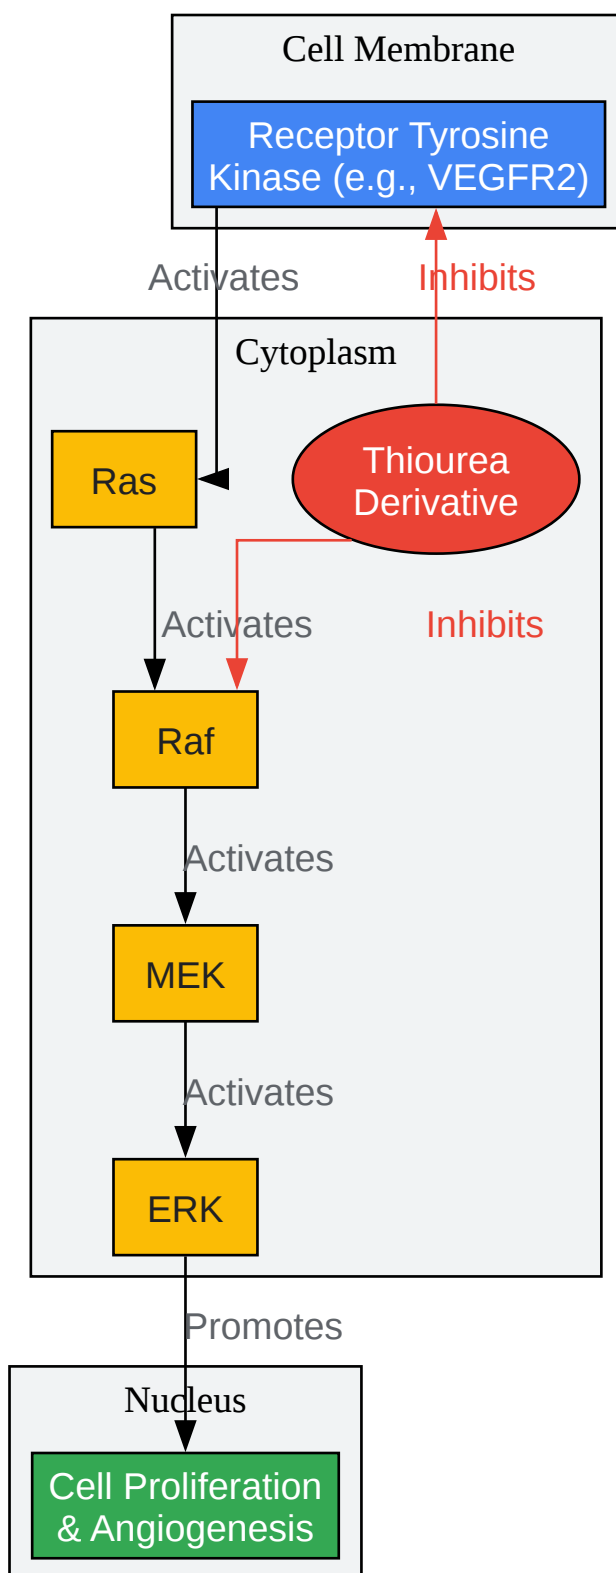 Cell Membrane
Receptor Tyrosine
Kinase (e.g., VEGFR2)
Activates
Inhibits
Cytoplasm
Ras
Thiourea
Derivative
Activates
Inhibits
Raf
Activates
MEK
Activates
ERK
Promotes
Nucleus
Cell Proliferation
& Angiogenesis